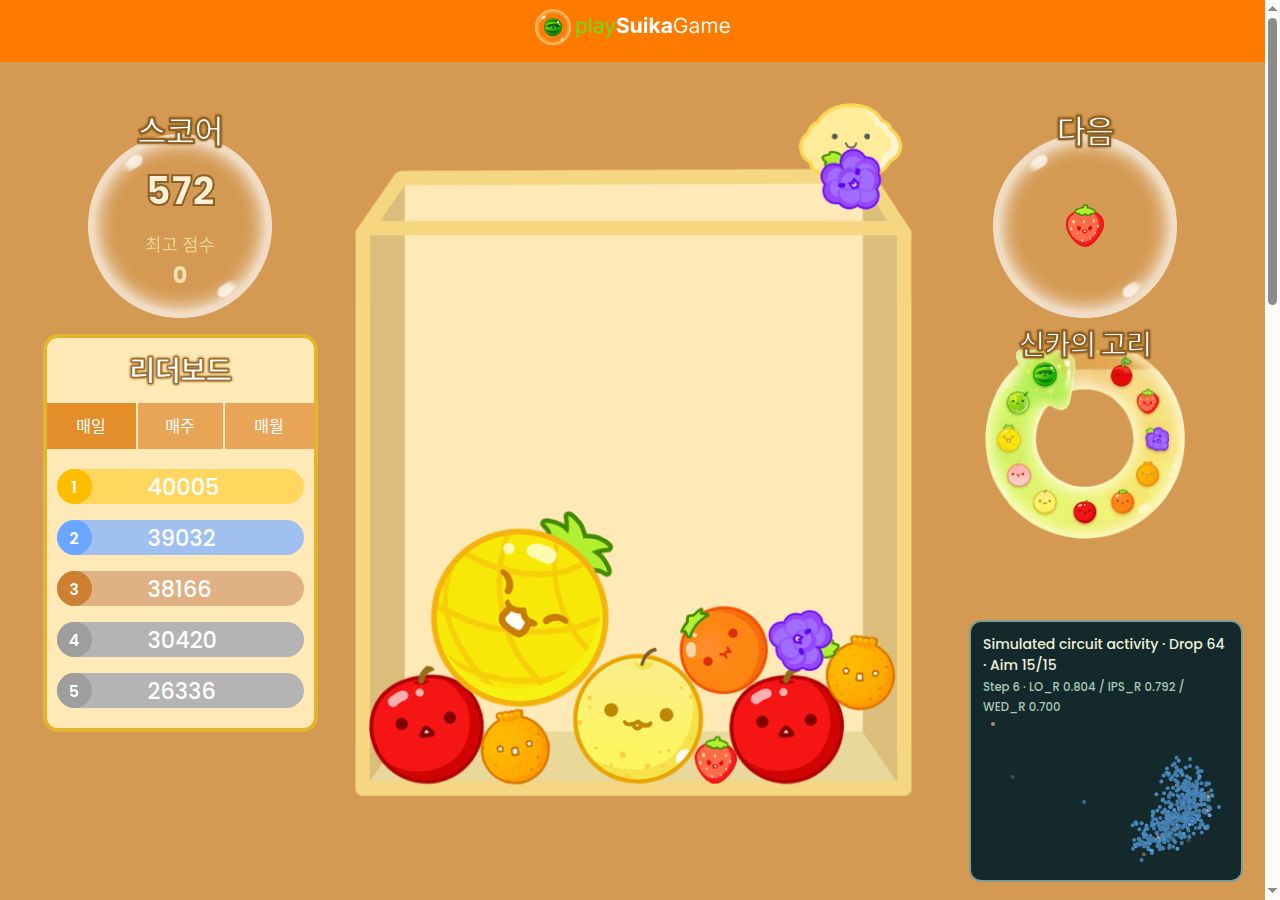 playSuikaGame
스코어
572
최고 점수
0
리더보드
매일 매주 매월
1 40005
2 39032
3 38166
4 30420
5 26336
다음
신카의 고리
Simulated circuit activity · Drop 64
· Aim 15/15
Step 6 · LO_R 0.804 / IPS_R 0.792 /
WED_R 0.700